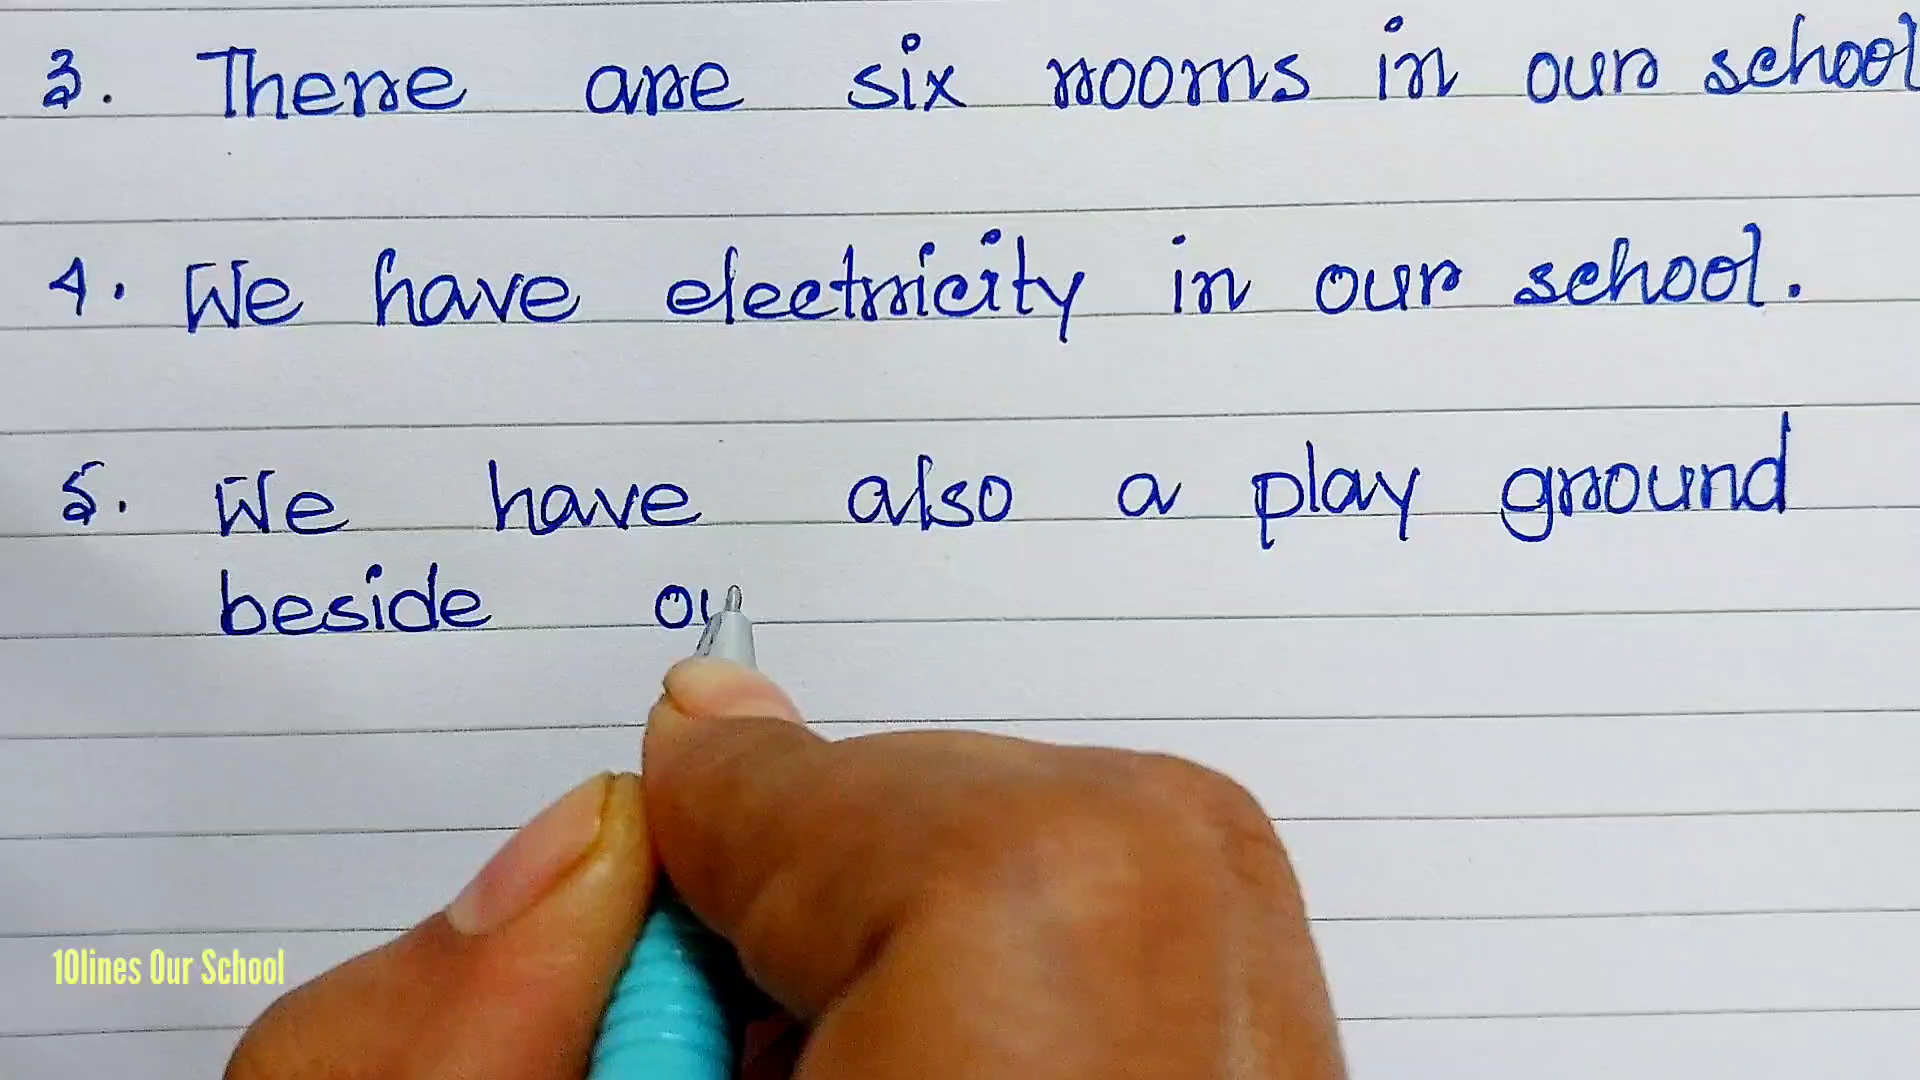 3. There are six rooms in our school
4. We have electricity in our school.
5. We have also a play ground
beside ou
10lines Our School